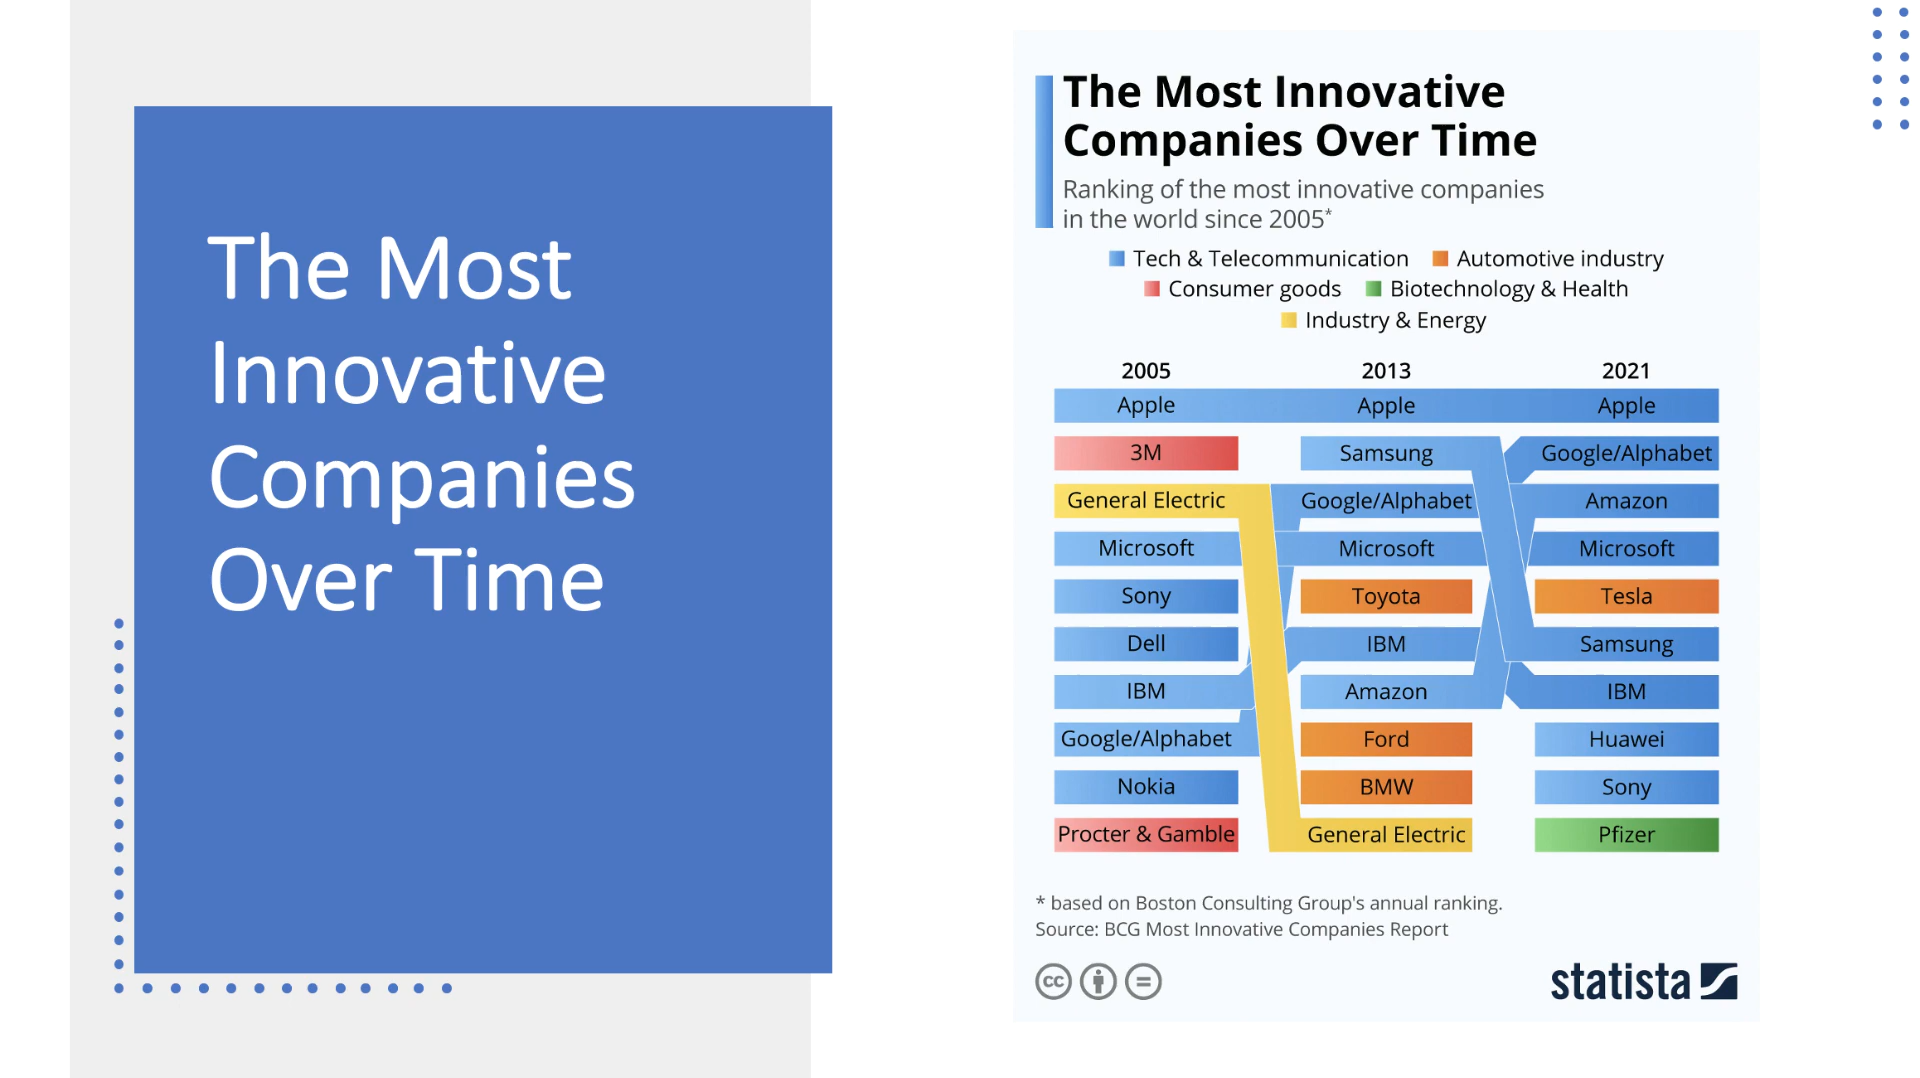 The Most
Innovative
Companies
Over Time
The Most Innovative
Companies Over Time
Ranking of the most innovative companies
in the world since 2005*
Tech & Telecommunication Automotive industry
Consumer goods Biotechnology & Health
Industry & Energy
2005 2013 2021
Apple Apple Apple
3M Samsung Google/Alphabet
General Electric Google/Alphabet Amazon
Microsoft Microsoft Microsoft
Sony Toyota Tesla
Dell IBM Samsung
IBM Amazon IBM
Google/Alphabet Ford Huawei
Nokia BMW Sony
Procter & Gamble General Electric Pfizer
* based on Boston Consulting Group's annual ranking.
Source: BCG Most Innovative Companies Report
cc =
statista